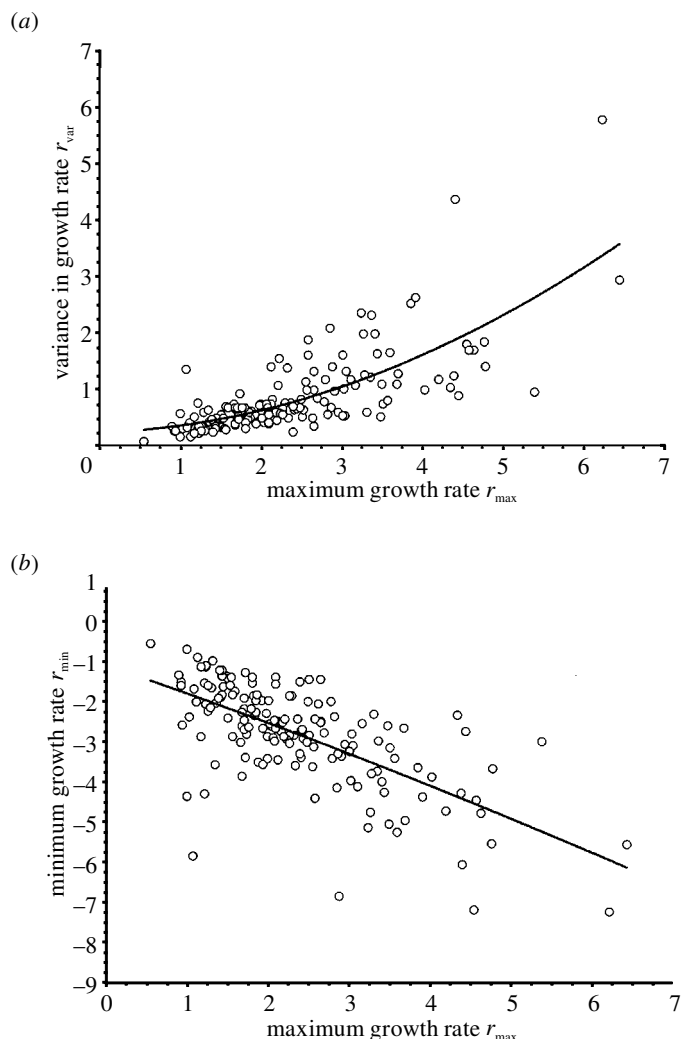 (a)
7
6
5
4
3
2
1
0 1 2 3 4 5 6 7
variance in growth rate r_var
maximum growth rate r_max
(b)
1
0
–1
–2
–3
–4
–5
–6
–7
–8
–9
0 1 2 3 4 5 6 7
minimum growth rate r_min
maximum growth rate r_max